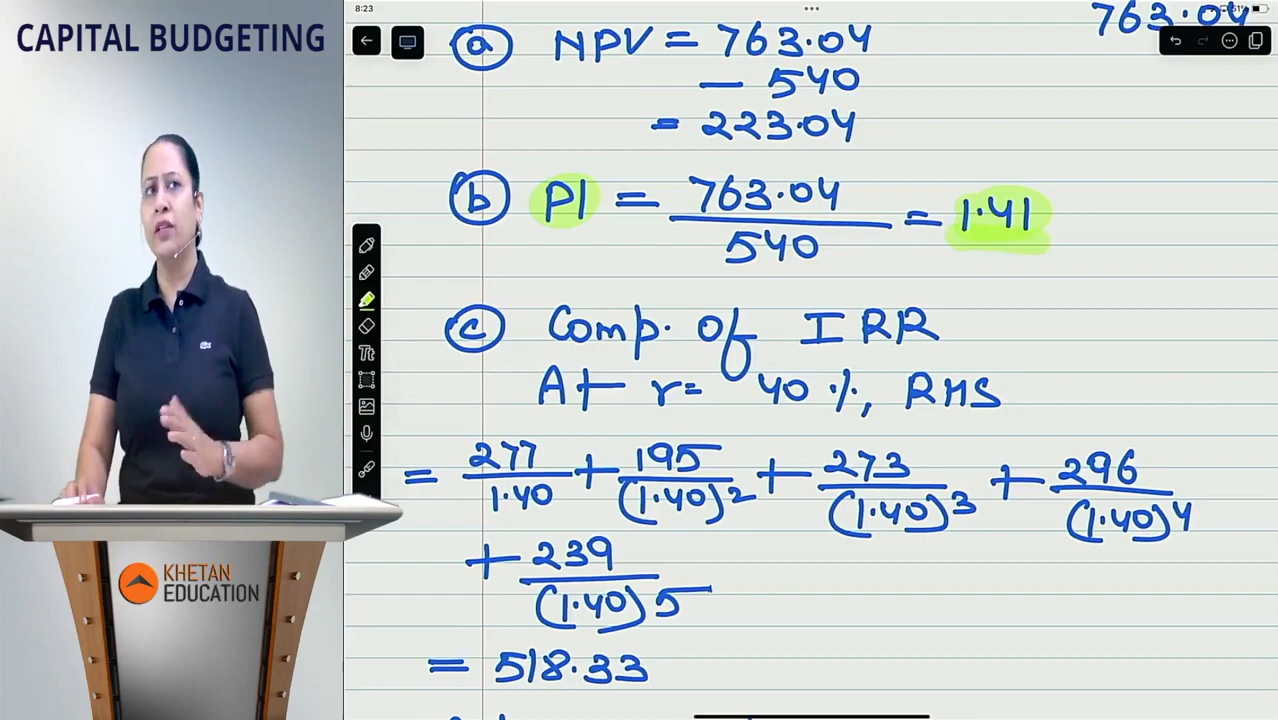 8:23
51%
CAPITAL BUDGETING
763.04
(a) NPV = 763.04
— 540
= 223.04
(b) PI = 763.04 / 540 = 1.41
(c) Comp. of IRR
At r = 40 %, RHS
= 277/1.40 + 195/(1.40)2 + 273/(1.40)3 + 296/(1.40)4
+ 239/(1.40)5
= 518.33
Tt
KHETAN
EDUCATION